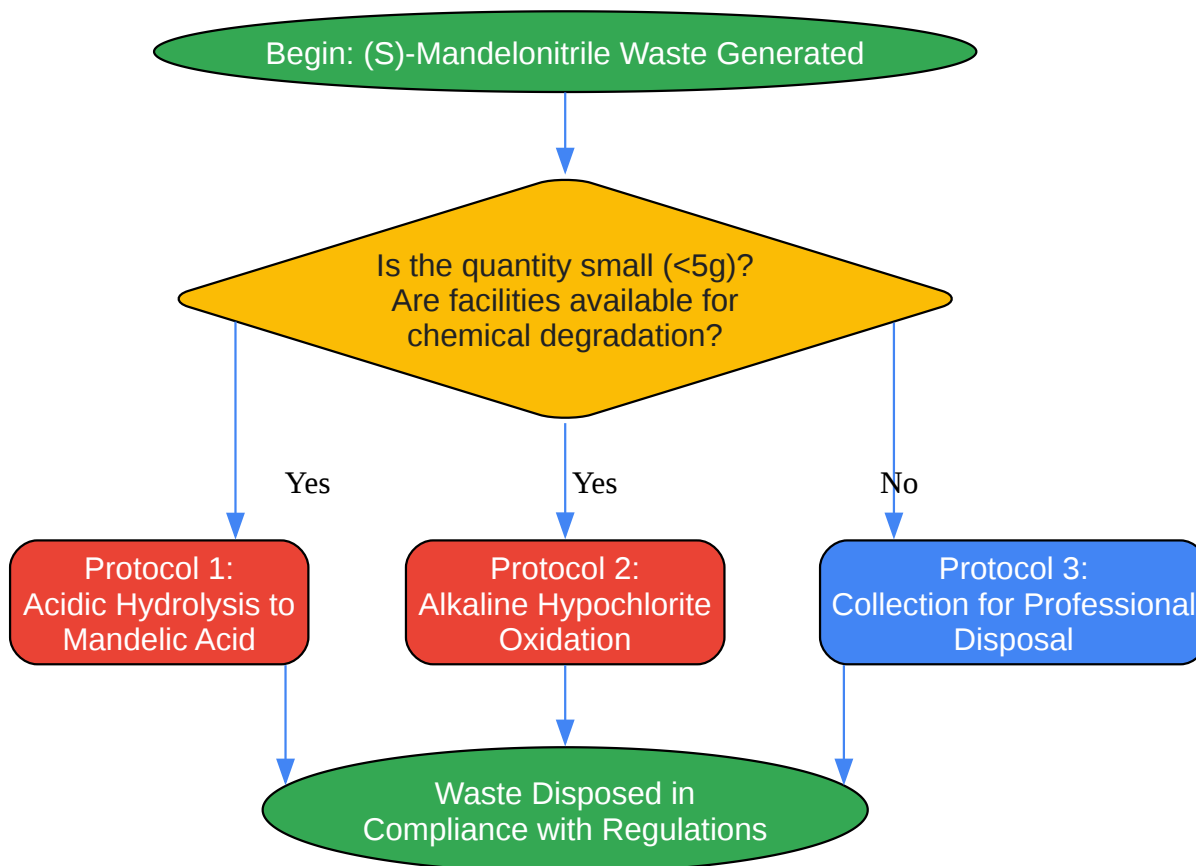 Begin: (S)-Mandelonitrile Waste Generated
Is the quantity small (<5g)?
Are facilities available for
chemical degradation?
Yes
Yes
No
Protocol 1:
Acidic Hydrolysis to
Mandelic Acid
Protocol 2:
Alkaline Hypochlorite
Oxidation
Protocol 3:
Collection for Professional
Disposal
Waste Disposed in
Compliance with Regulations